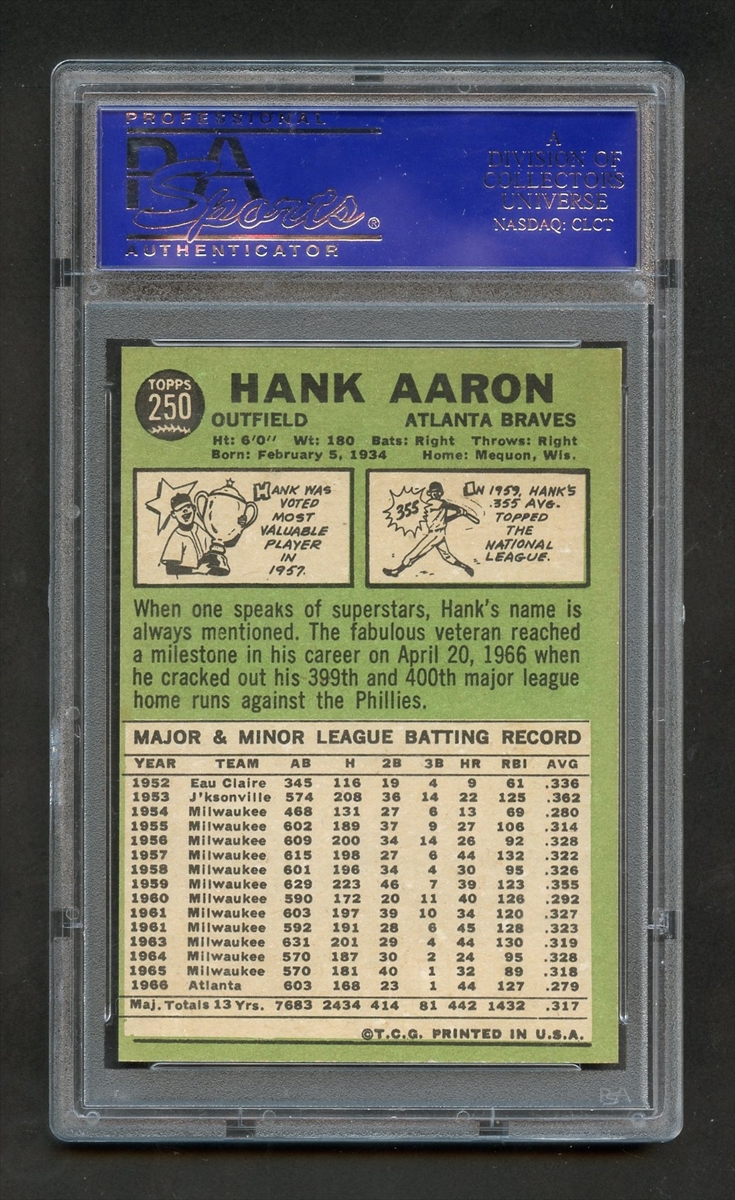 PROFESSIONAL
PSA
Sports®
AUTHENTICATOR
A
DIVISION OF
COLLECTORS
UNIVERSE
NASDAQ: CLCT
TOPPS
250
HANK AARON
OUTFIELD ATLANTA BRAVES
Ht: 6'0" Wt: 180 Bats: Right Throws: Right
Born: February 5, 1934 Home: Mequon, Wis.
HANK WAS
VOTED
MOST
VALUABLE
PLAYER
IN
1957.
355
IN 1959, HANK'S
.355 AVG.
TOPPED
THE
NATIONAL
LEAGUE.
When one speaks of superstars, Hank's name is
always mentioned. The fabulous veteran reached
a milestone in his career on April 20, 1966 when
he cracked out his 399th and 400th major league
home runs against the Phillies.
MAJOR & MINOR LEAGUE BATTING RECORD
YEAR TEAM AB H 2B 3B HR RBI AVG
1952 Eau Claire 345 116 19 4 9 61 .336
1953 J'ksonville 574 208 36 14 22 125 .362
1954 Milwaukee 468 131 27 6 13 69 .280
1955 Milwaukee 602 189 37 9 27 106 .314
1956 Milwaukee 609 200 34 14 26 92 .328
1957 Milwaukee 615 198 27 6 44 132 .322
1958 Milwaukee 601 196 34 4 30 95 .326
1959 Milwaukee 629 223 46 7 39 123 .355
1960 Milwaukee 590 172 20 11 40 126 .292
1961 Milwaukee 603 197 39 10 34 120 .327
1961 Milwaukee 592 191 28 6 45 128 .323
1963 Milwaukee 631 201 29 4 44 130 .319
1964 Milwaukee 570 187 30 2 24 95 .328
1965 Milwaukee 570 181 40 1 32 89 .318
1966 Atlanta 603 168 23 1 44 127 .279
Maj. Totals 13 Yrs. 7683 2434 414 81 442 1432 .317
©T.C.G. PRINTED IN U.S.A.
PSA